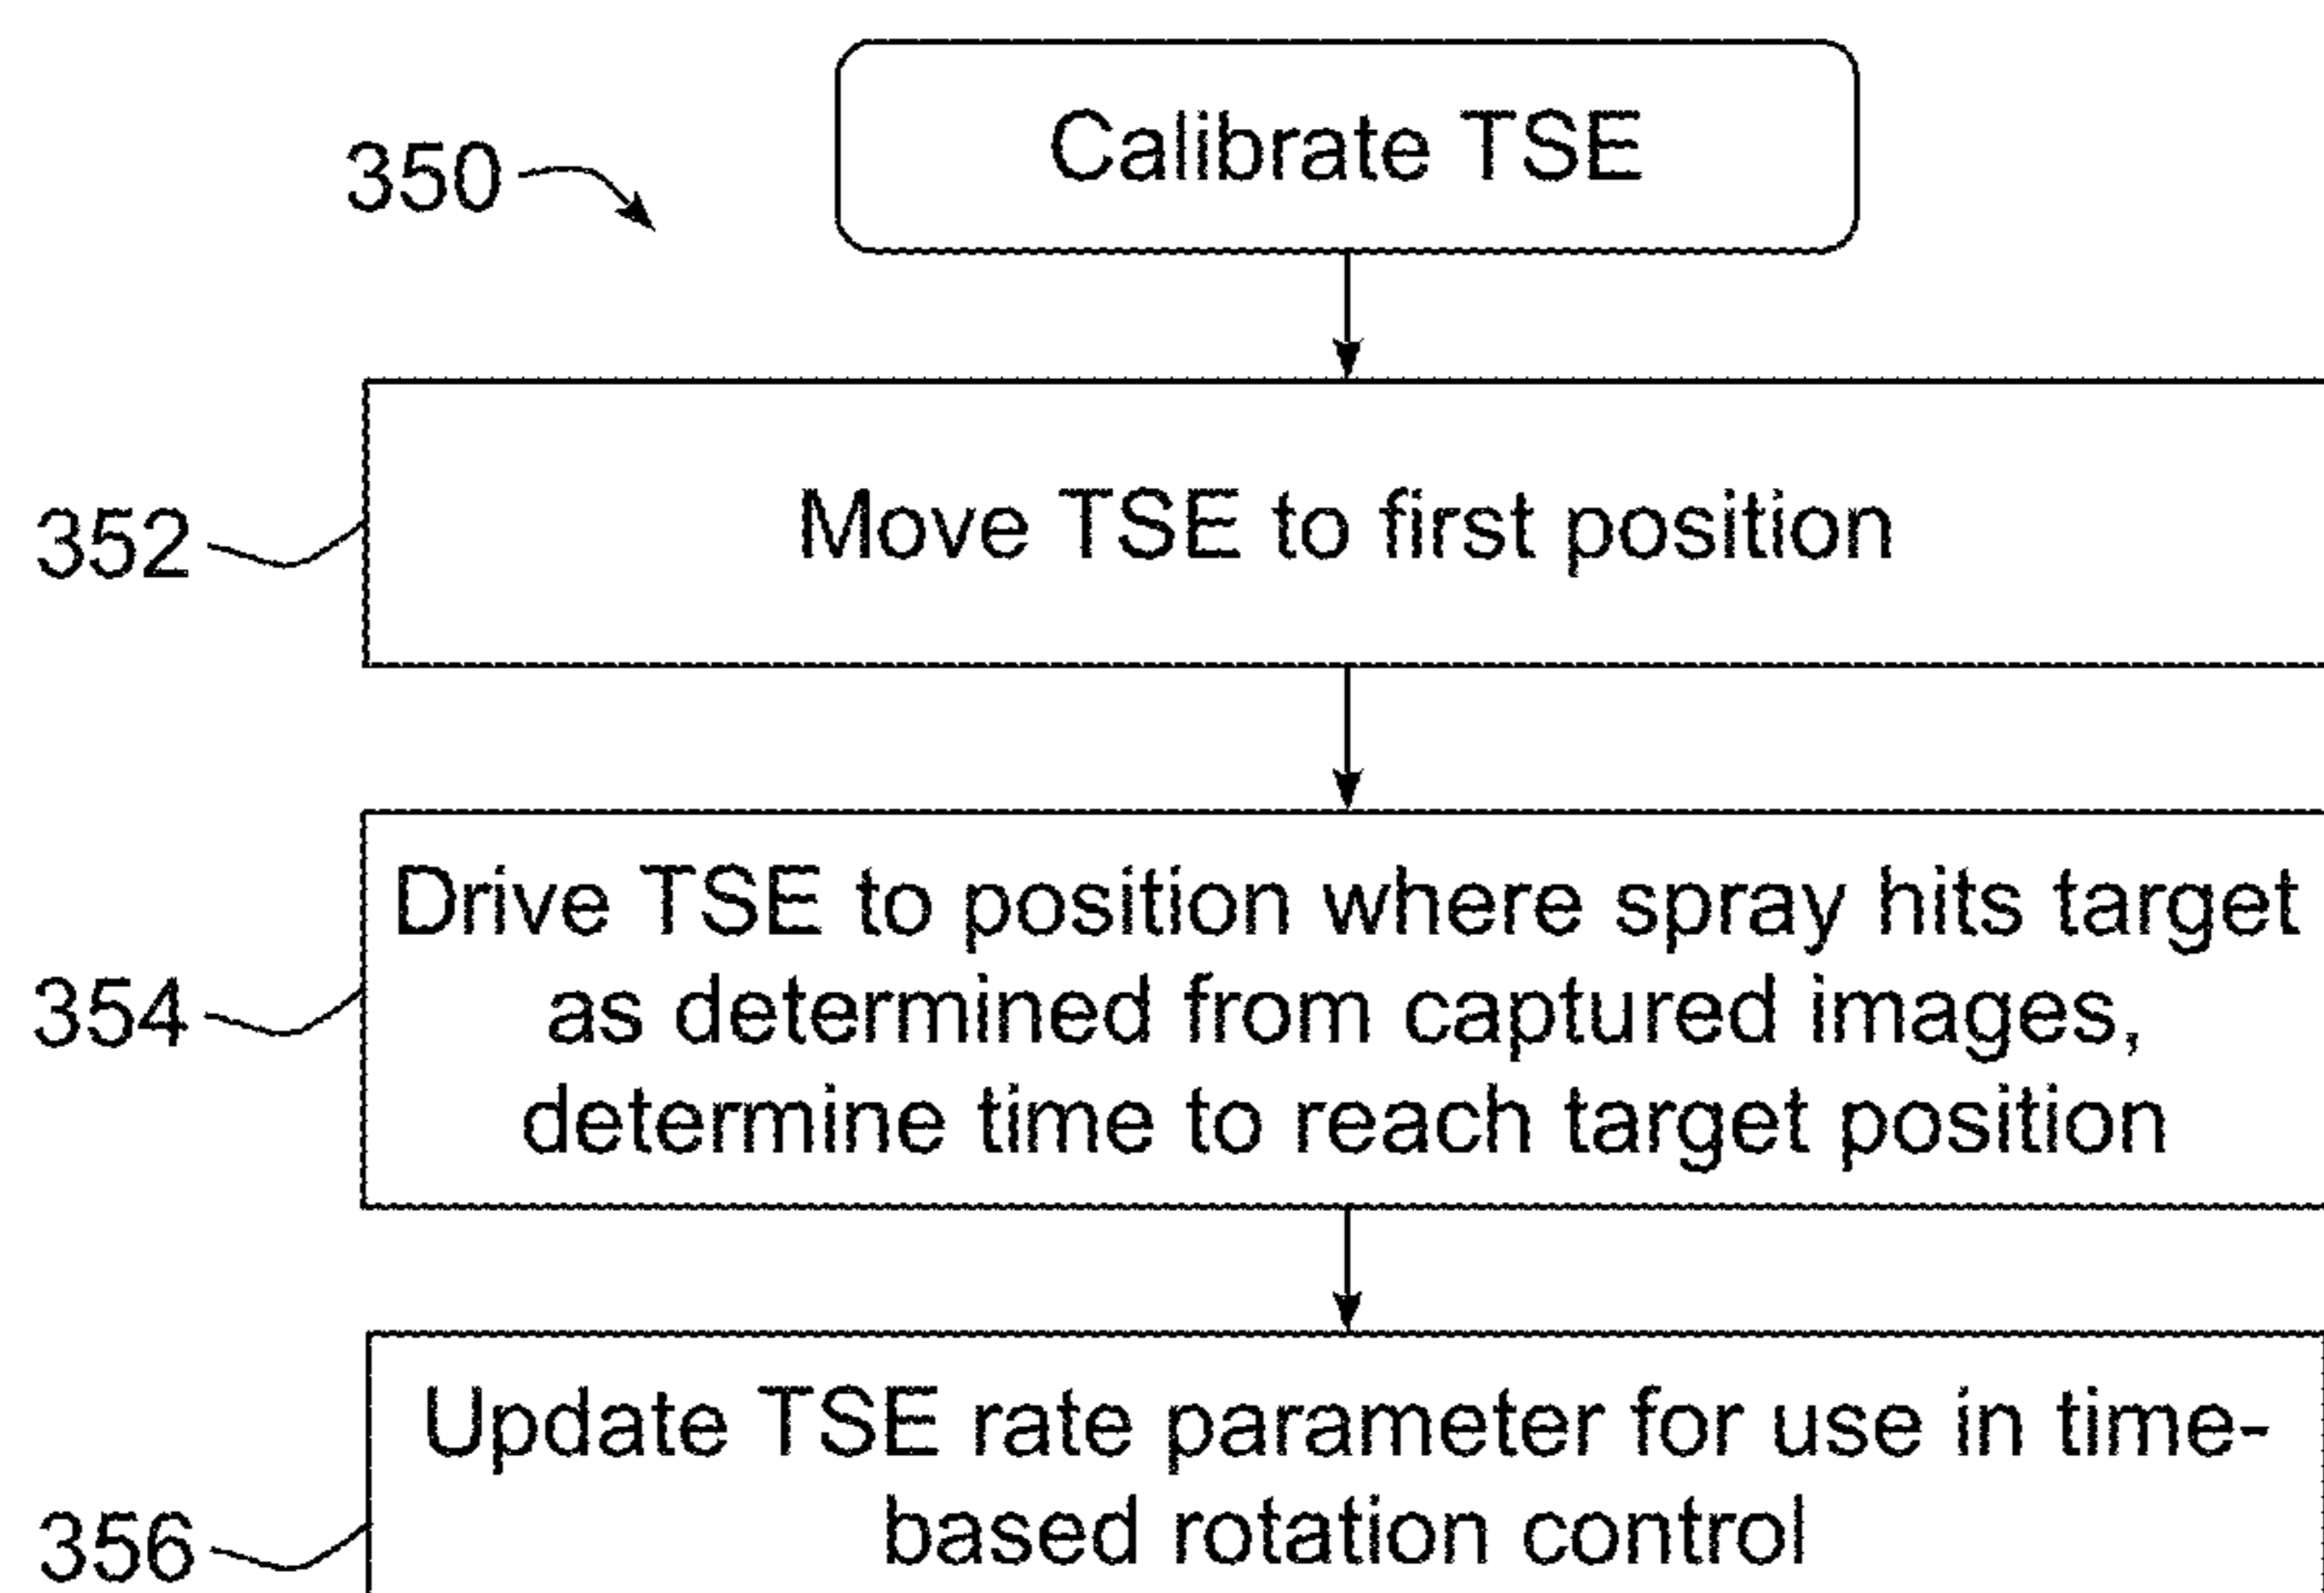 350
Calibrate TSE
352
Move TSE to first position
354
Drive TSE to position where spray hits target
as determined from captured images,
determine time to reach target position
356
Update TSE rate parameter for use in time-
based rotation control